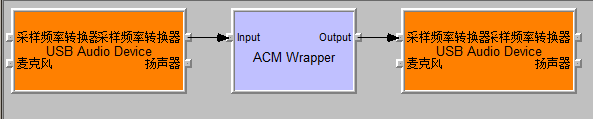 采样频率转换器 采样频率转换器
USB Audio Device
麦克风 扬声器
Input Output
ACM Wrapper
采样频率转换器 采样频率转换器
USB Audio Device
麦克风 扬声器